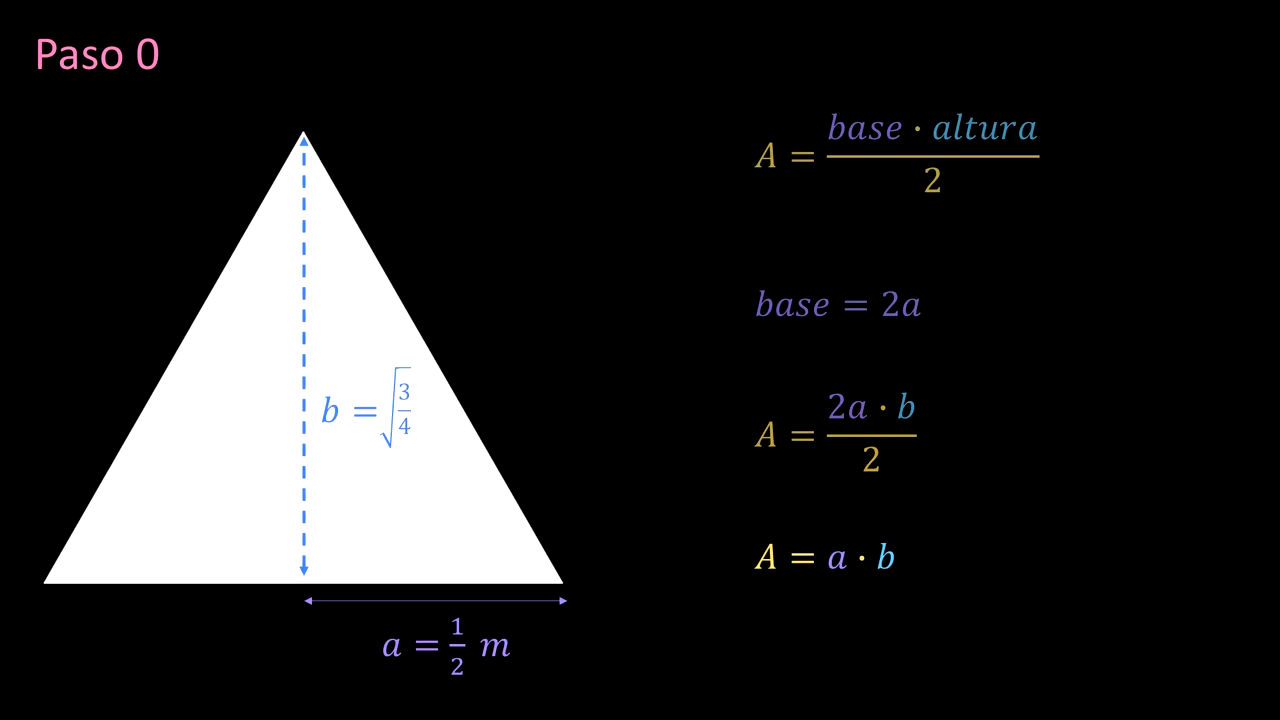 Paso 0
A = base · altura / 2
base = 2a
b = √(3/4)
A = 2a · b / 2
A = a · b
a = 1/2 m